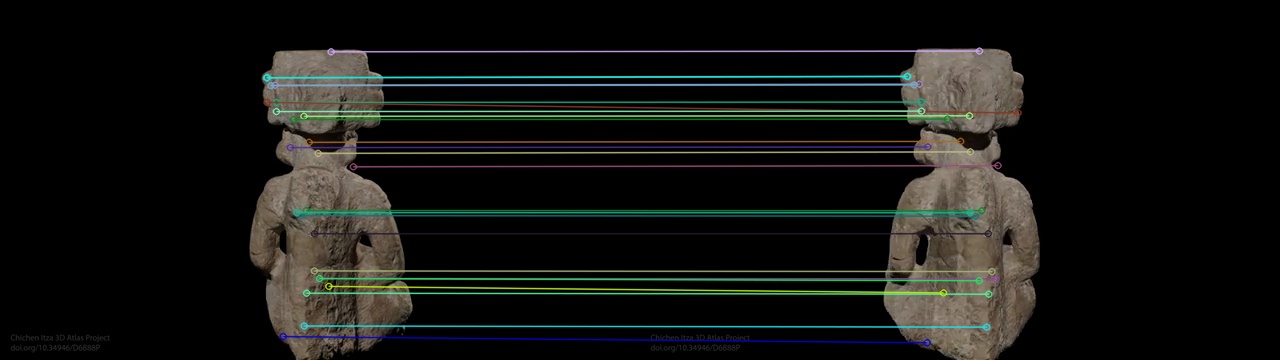 Chichen Itza 3D Atlas Project
doi.org/10.34946/D6B88P
Chichen Itza 3D Atlas Project
doi.org/10.34946/D6B88P